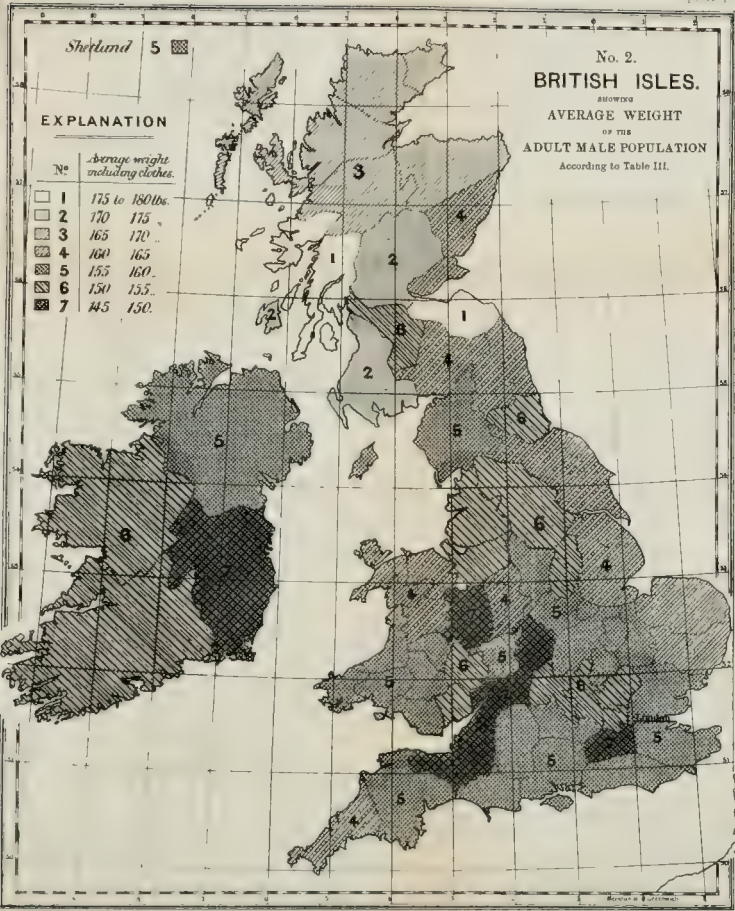 Shetland 5
No. 2.
BRITISH ISLES.
SHOWING
AVERAGE WEIGHT
OF THE
ADULT MALE POPULATION
According to Table III.
EXPLANATION
No Average weight
including clothes.
1 175 to 180 lbs.
2 170 175 "
3 165 170 "
4 160 165
5 155 160 "
6 150 155 "
7 145 150 "
3
4
1
2
1
2
6
4
2
5
5
6
6
6
4
4
4
5
6
5
5
6
London
5
5
5
4